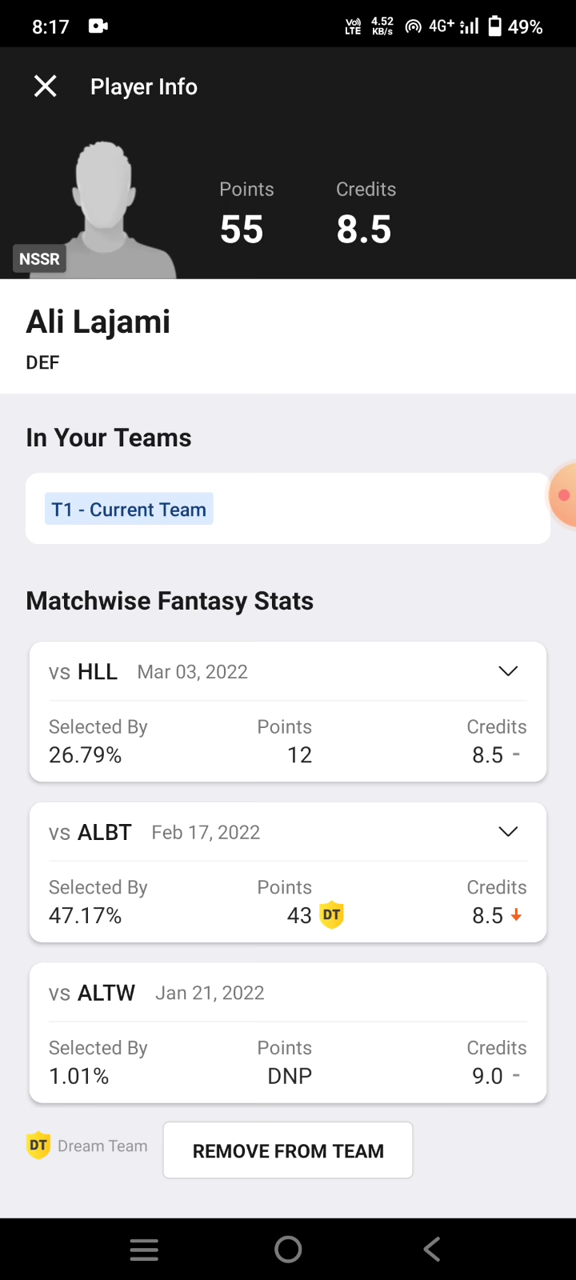 8:17 Vo)) LTE 4.52 KB/s 4G+ 49%
Player Info
Points Credits
55 8.5
NSSR
Ali Lajami
DEF
In Your Teams
T1 - Current Team
Matchwise Fantasy Stats
vs HLL Mar 03, 2022
Selected By Points Credits
26.79% 12 8.5 -
vs ALBT Feb 17, 2022
Selected By Points Credits
47.17% 43 DT 8.5
vs ALTW Jan 21, 2022
Selected By Points Credits
1.01% DNP 9.0 -
DT Dream Team REMOVE FROM TEAM